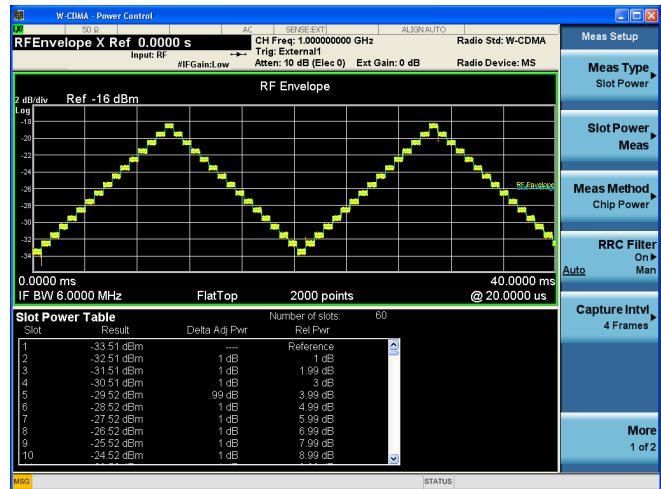 W-CDMA - Power Control
LXI 50 Ω AC SENSE:EXT ALIGN AUTO
RFEnvelope X Ref 0.0000 s
CH Freq: 1.000000000 GHz
Radio Std: W-CDMA
Input: RF
Trig: External1
#IFGain:Low
Atten: 10 dB (Elec 0) Ext Gain: 0 dB
Radio Device: MS
RF Envelope
2 dB/div Ref -16 dBm
Log
-18
-20
-22
-24
-26
RF Envelope
-28
-30
-32
-34
0.0000 ms 40.0000 ms
IF BW 6.0000 MHz FlatTop 2000 points @ 20.0000 us
Slot Power Table Number of slots: 60
Slot Result Delta Adj Pwr Rel Pwr
1 -33.51 dBm ---- Reference
2 -32.51 dBm 1 dB 1 dB
3 -31.51 dBm 1 dB 1.99 dB
4 -30.51 dBm 1 dB 3 dB
5 -29.52 dBm .99 dB 3.99 dB
6 -28.52 dBm 1 dB 4.99 dB
7 -27.52 dBm 1 dB 5.99 dB
8 -26.52 dBm 1 dB 6.99 dB
9 -25.52 dBm 1 dB 7.99 dB
10 -24.52 dBm 1 dB 8.99 dB
MSG STATUS
Meas Setup
Meas Type
Slot Power
Slot Power
Meas
Meas Method
Chip Power
RRC Filter
On
Auto Man
Capture Intvl
4 Frames
More
1 of 2